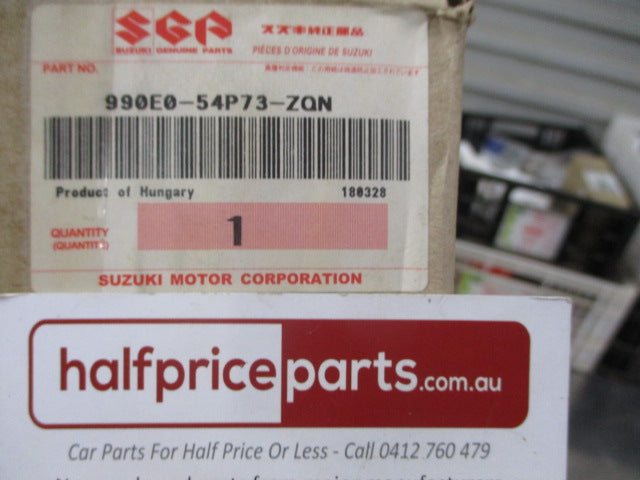 SGP
スズキ純正部品
SUZUKI GENUINE PARTS
PIÈCES D'ORIGINE DE SUZUKI
PART NO.
990E0-54P73-ZQN
Product of Hungary
180328
QUANTITY
(QUANTITÉ)
1
SUZUKI MOTOR CORPORATION
halfpriceparts.com.au
Car Parts For Half Price Or Less - Call 0412 760 479